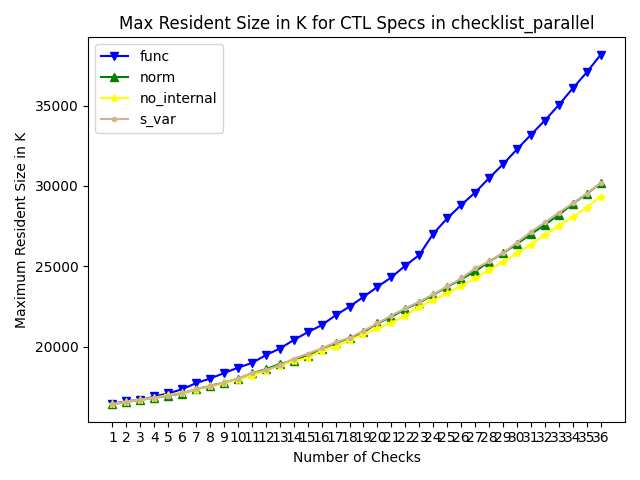 Max Resident Size in K for CTL Specs in checklist_parallel
func
norm
no_internal
s_var
35000
30000
25000
20000
Maximum Resident Size in K
1 2 3 4 5 6 7 8 9 10 11 12 13 14 15 16 17 18 19 20 21 22 23 24 25 26 27 28 29 30 31 32 33 34 35 36
Number of Checks